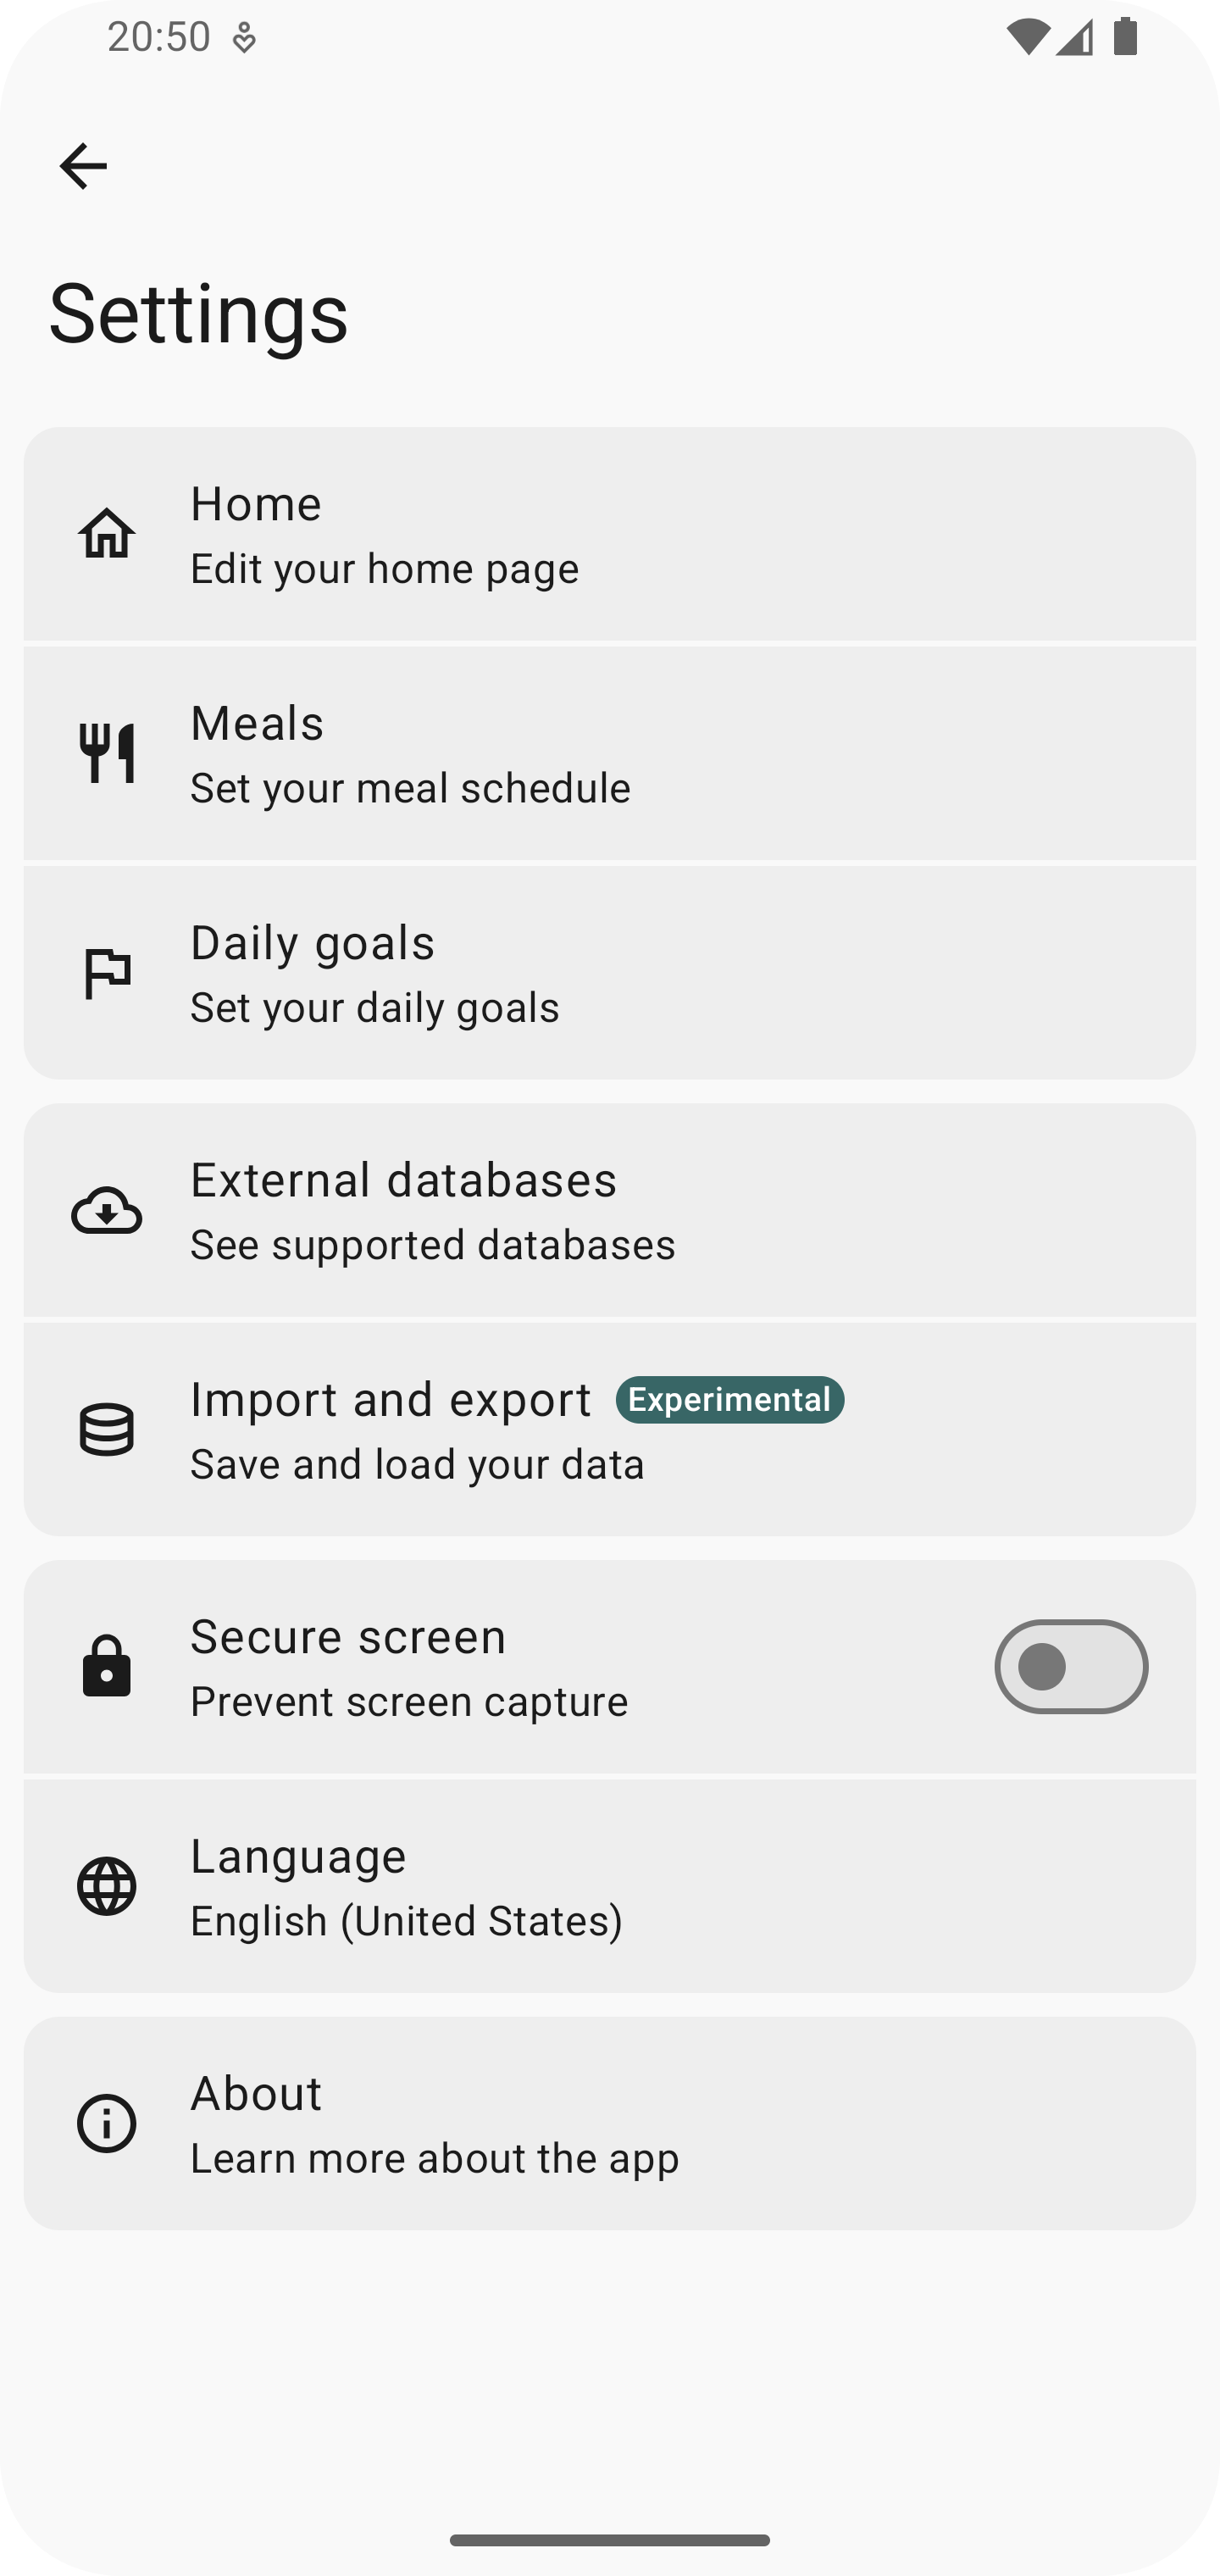 20:50
Settings
Home
Edit your home page
Meals
Set your meal schedule
Daily goals
Set your daily goals
External databases
See supported databases
Import and export Experimental
Save and load your data
Secure screen
Prevent screen capture
Language
English (United States)
About
Learn more about the app